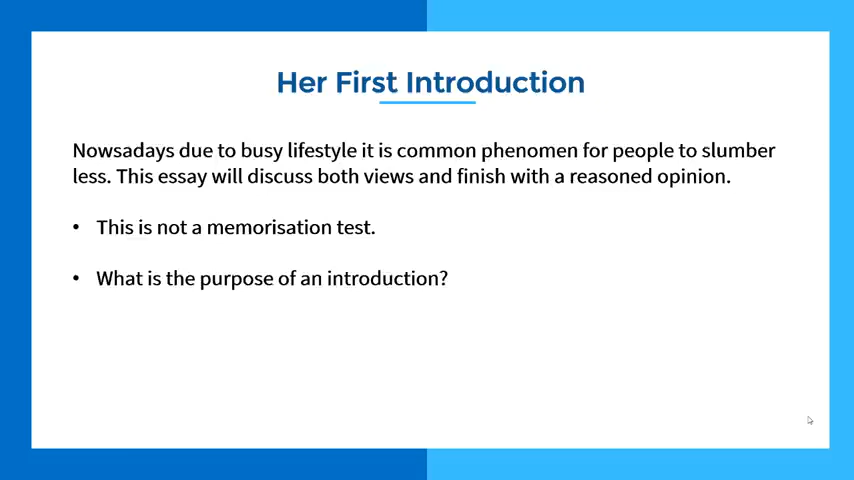 Her First Introduction
Nowsadays due to busy lifestyle it is common phenomen for people to slumber
less. This essay will discuss both views and finish with a reasoned opinion.
• This is not a memorisation test.
• What is the purpose of an introduction?